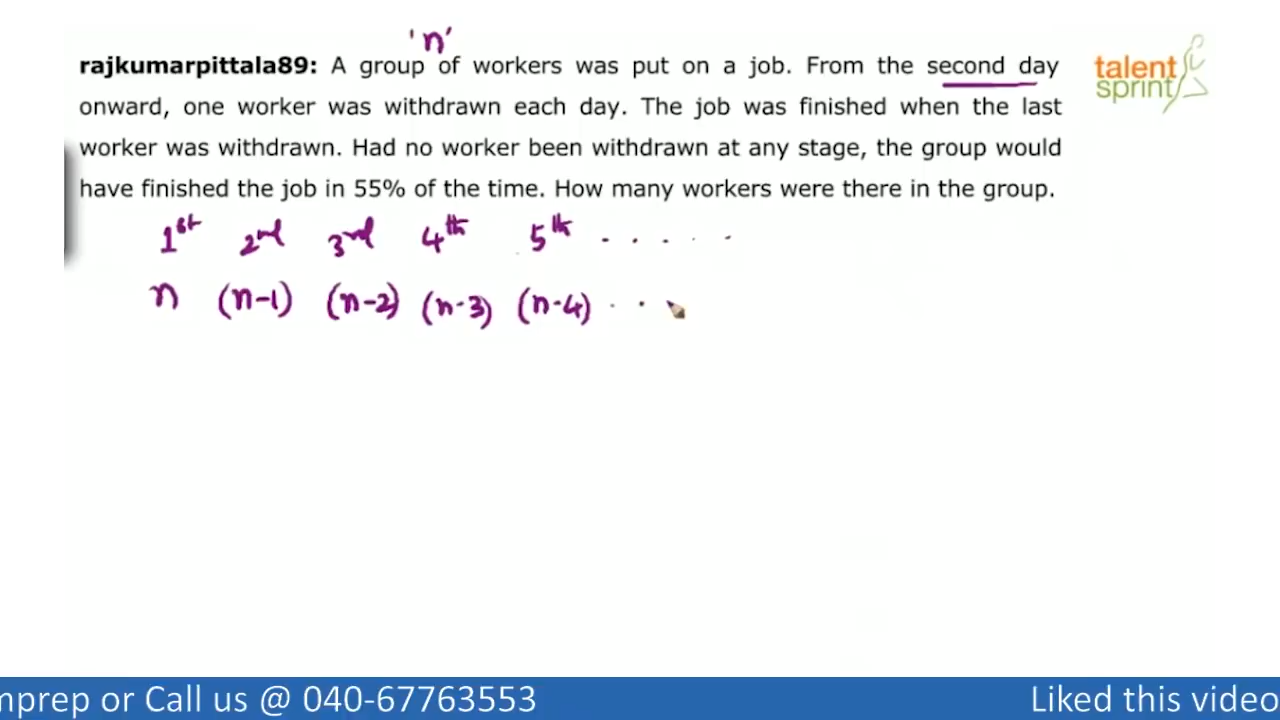 'n'
rajkumarpittala89: A group of workers was put on a job. From the second day
onward, one worker was withdrawn each day. The job was finished when the last
worker was withdrawn. Had no worker been withdrawn at any stage, the group would
have finished the job in 55% of the time. How many workers were there in the group.
talent
sprint
1st 2nd 3rd 4th 5th . . . . .
n (n-1) (n-2) (n-3) (n-4) . . .
mprep or Call us @ 040-67763553 Liked this video